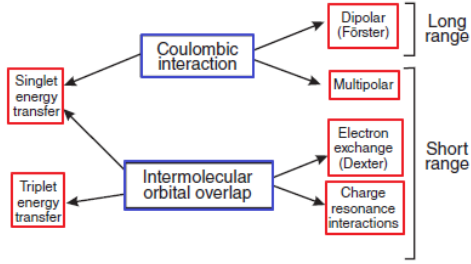 Dipolar
(Förster)
Long
range
Coulombic
interaction
Singlet
energy
transfer
Multipolar
Electron
exchange
(Dexter)
Short
range
Triplet
energy
transfer
Intermolecular
orbital overlap
Charge
resonance
interactions